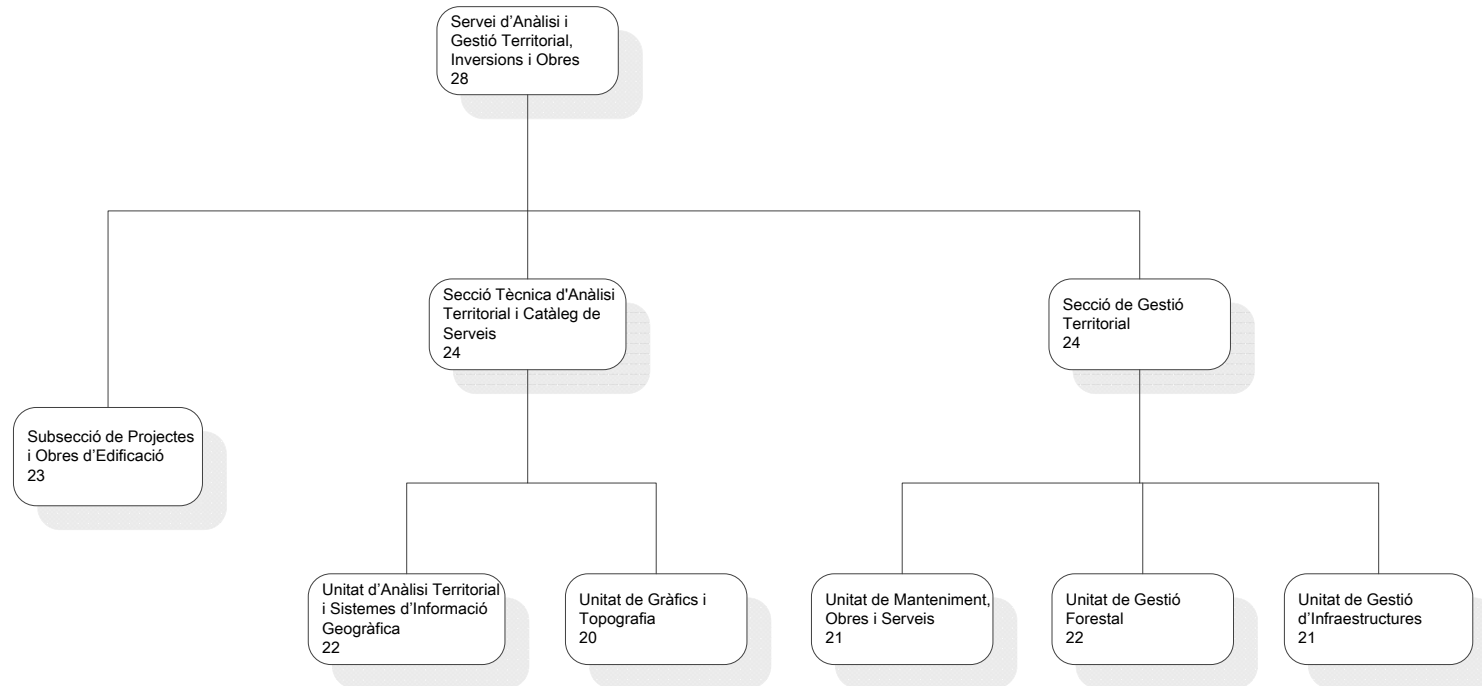 Servei d’Anàlisi i
Gestió Territorial,
Inversions i Obres
28
Secció Tècnica d'Anàlisi
Territorial i Catàleg de
Serveis
24
Secció de Gestió
Territorial
24
Subsecció de Projectes
i Obres d’Edificació
23
Unitat d’Anàlisi Territorial
i Sistemes d’Informació
Geogràfica
22
Unitat de Gràfics i
Topografia
20
Unitat de Manteniment,
Obres i Serveis
21
Unitat de Gestió
Forestal
22
Unitat de Gestió
d’Infraestructures
21